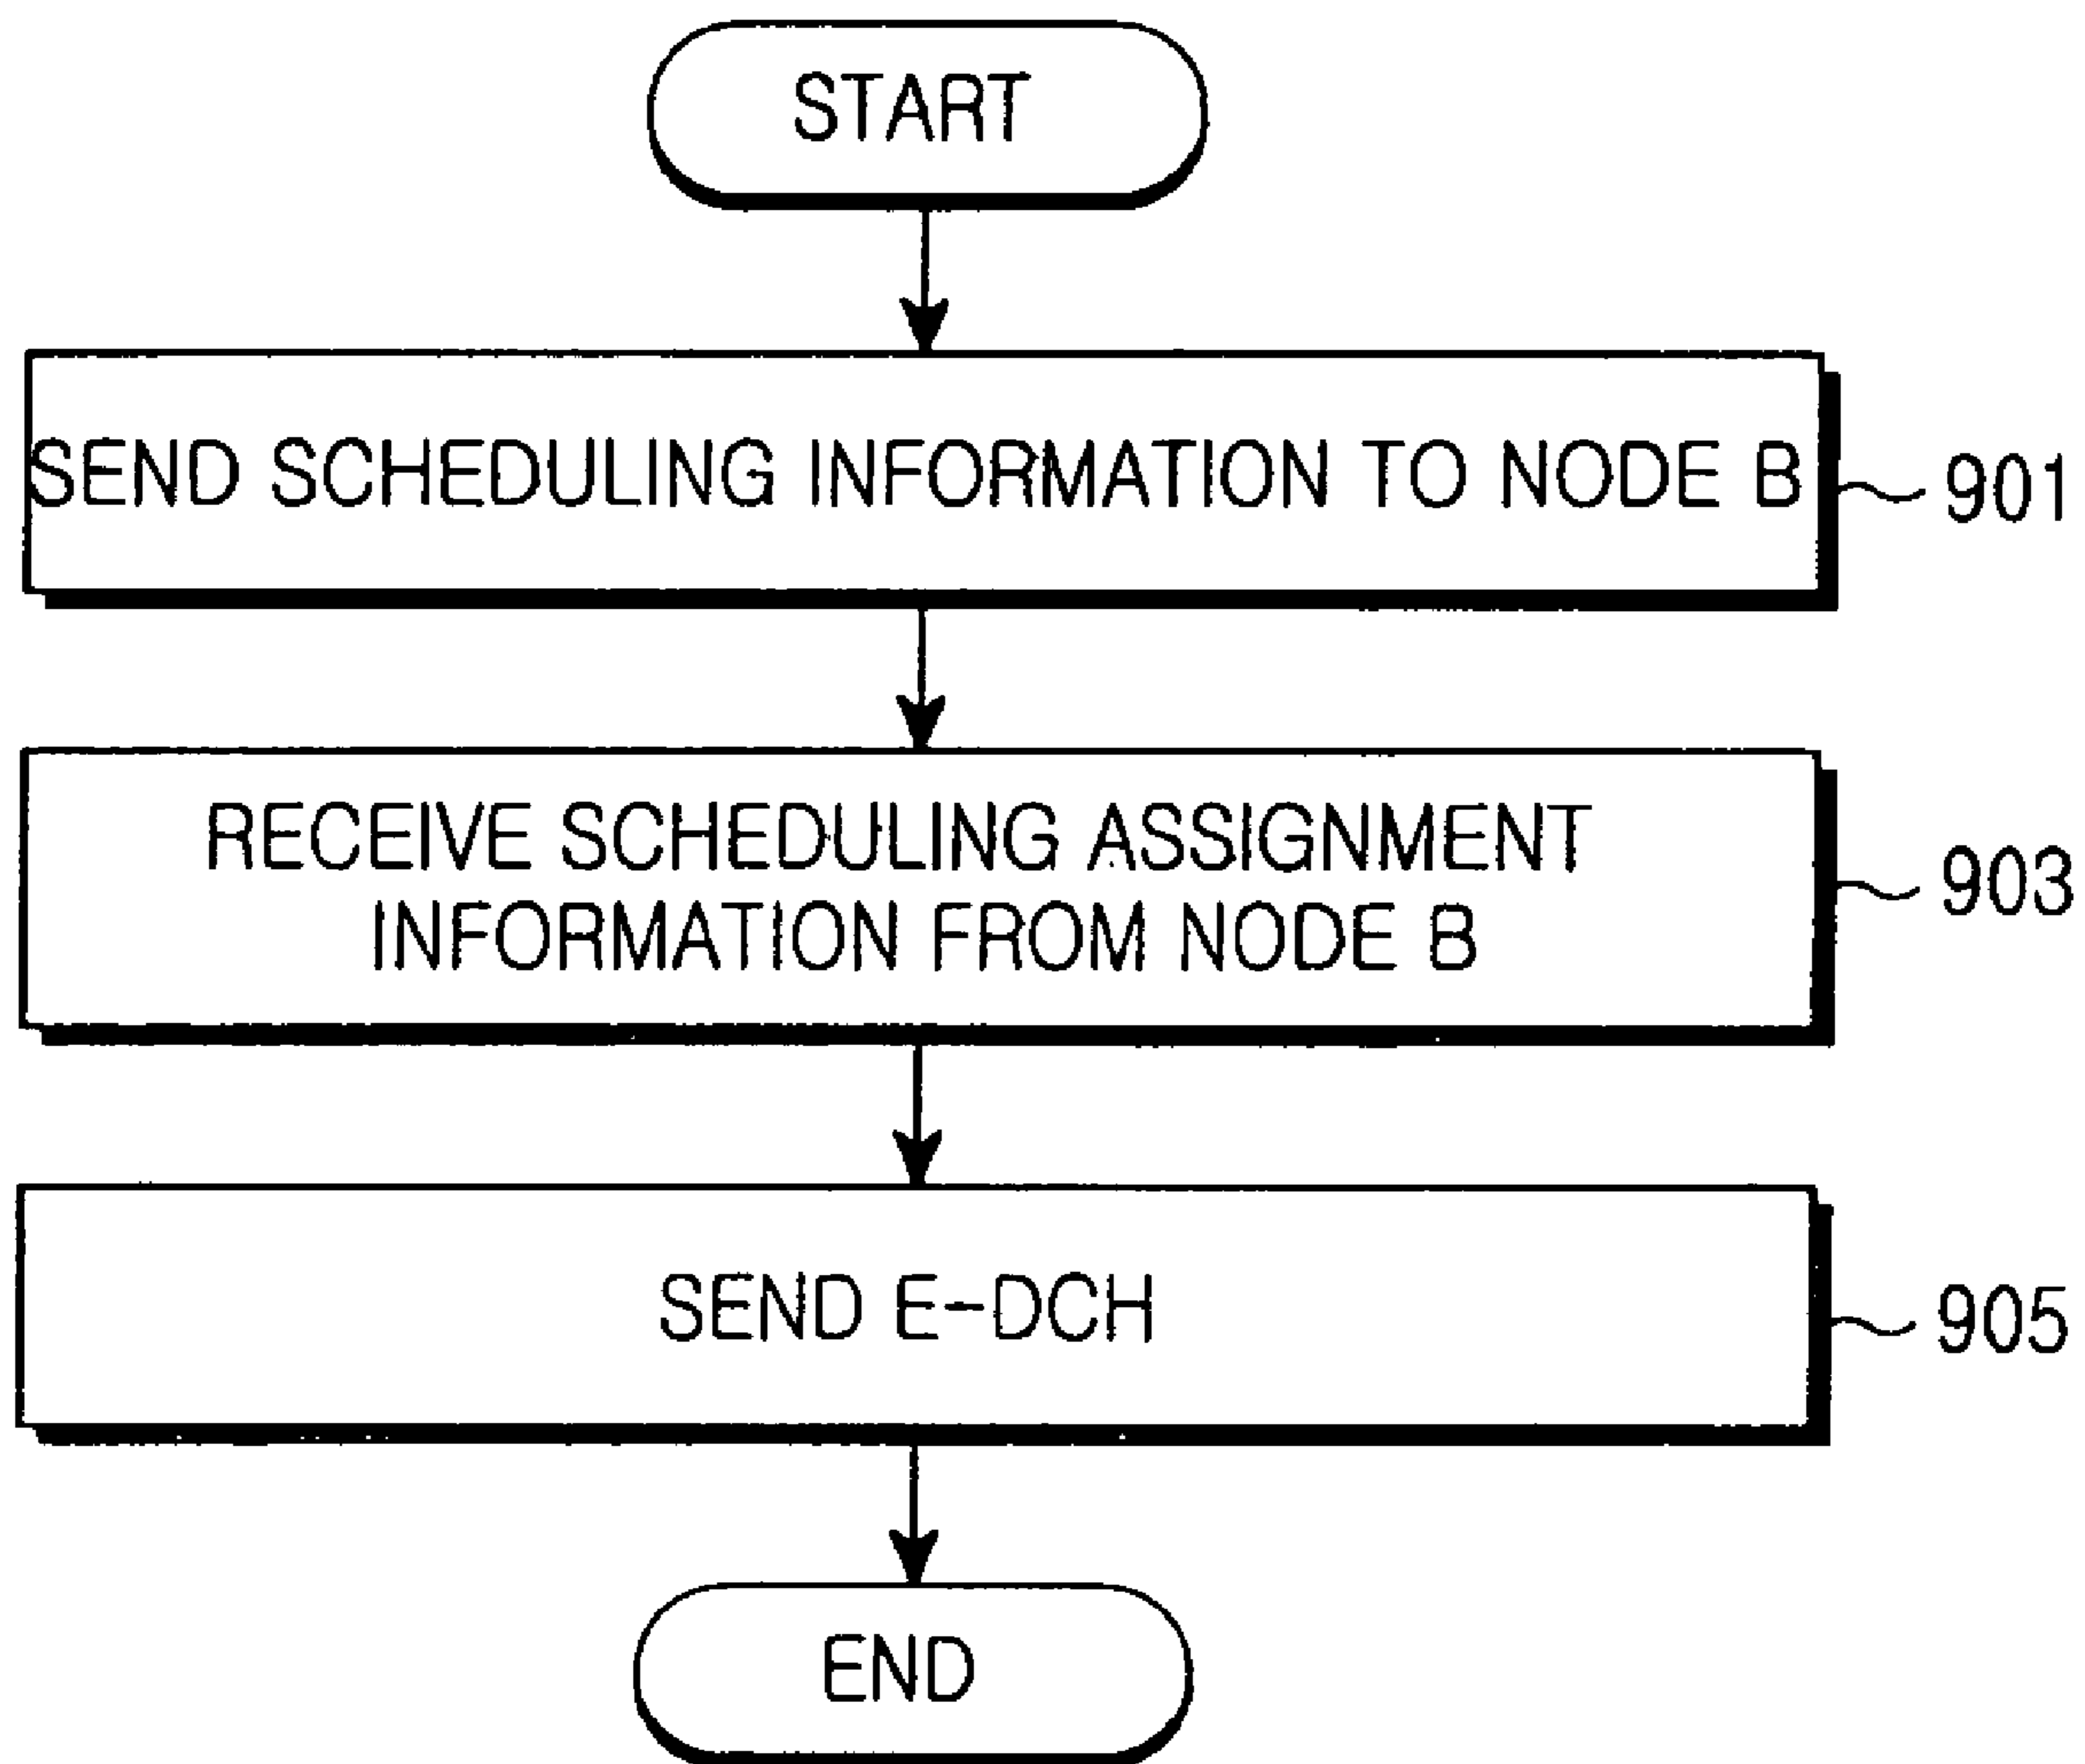 START
SEND SCHEDULING INFORMATION TO NODE B
901
RECEIVE SCHEDULING ASSIGNMENT
INFORMATION FROM NODE B
903
SEND E-DCH
905
END